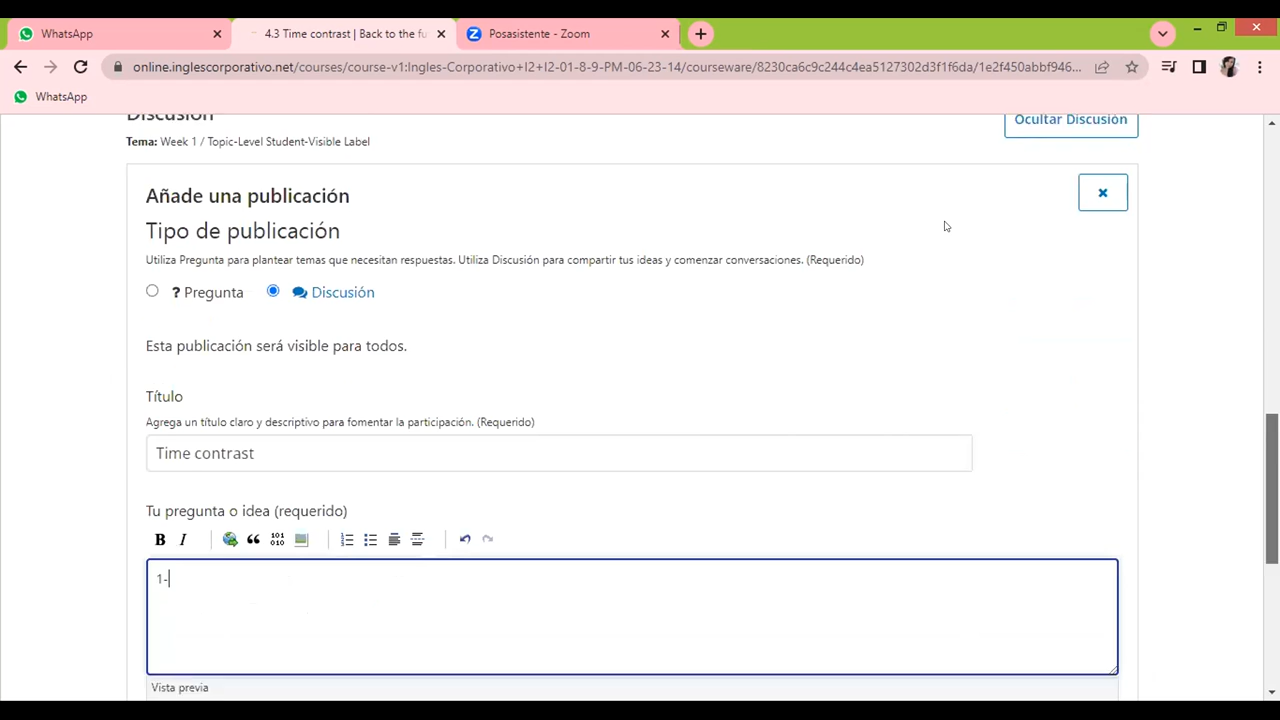 WhatsApp
4.3 Time contrast | Back to the fu
Posasistente - Zoom
online.inglescorporativo.net/courses/course-v1:Ingles-Corporativo+I2+I2-01-8-9-PM-06-23-14/courseware/8230ca6c9c244c4ea5127302d3f1f6da/1e2f450abbf946...
WhatsApp
Discusión
Ocultar Discusión
Tema: Week 1 / Topic-Level Student-Visible Label
Añade una publicación
Tipo de publicación
Utiliza Pregunta para plantear temas que necesitan respuestas. Utiliza Discusión para compartir tus ideas y comenzar conversaciones. (Requerido)
? Pregunta
Discusión
Esta publicación será visible para todos.
Título
Agrega un título claro y descriptivo para fomentar la participación. (Requerido)
Time contrast
Tu pregunta o idea (requerido)
B I
101
010
1-
Vista previa